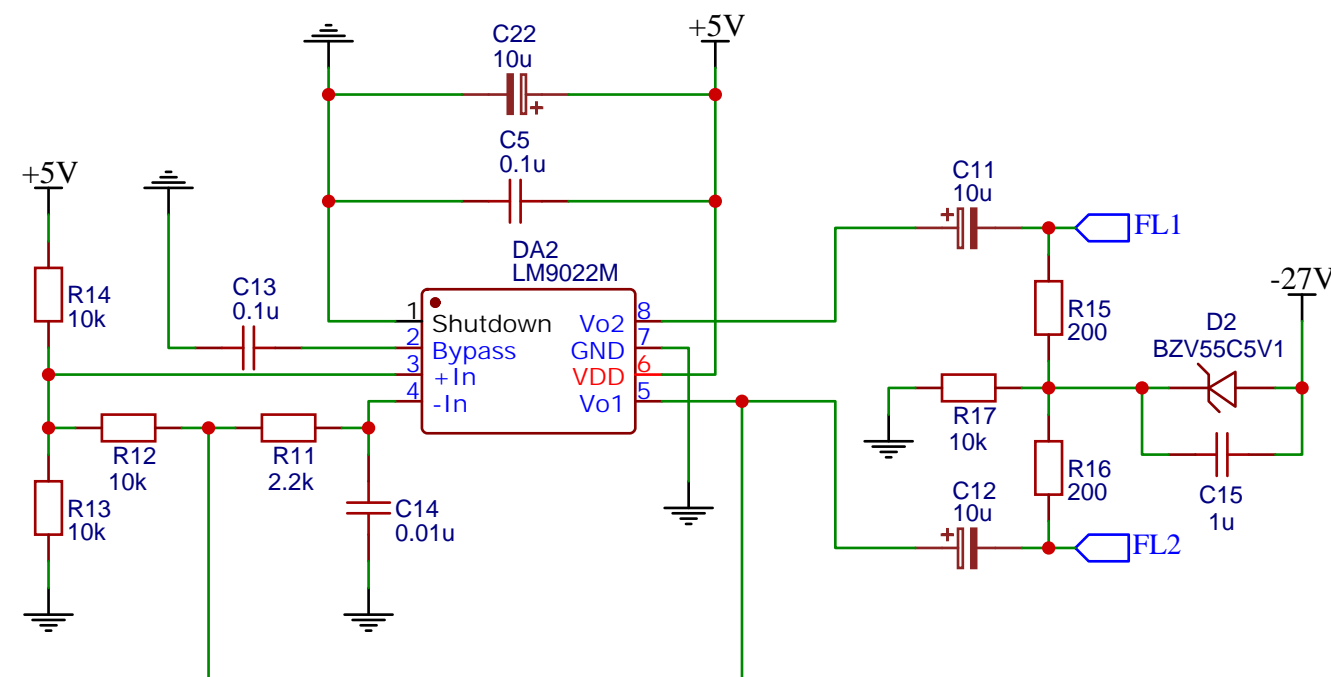 C22
10u
+5V
C5
0.1u
+5V
C11
10u
FL1
DA2
LM9022M
C13
0.1u
R14
10k
-27V
R15
200
D2
BZV55C5V1
1
Shutdown
Vo2
8
2
Bypass
GND
7
3
+In
VDD
6
4
-In
Vo1
5
R17
10k
R12
10k
R11
2.2k
R16
200
C15
1u
R13
10k
C14
0.01u
C12
10u
FL2